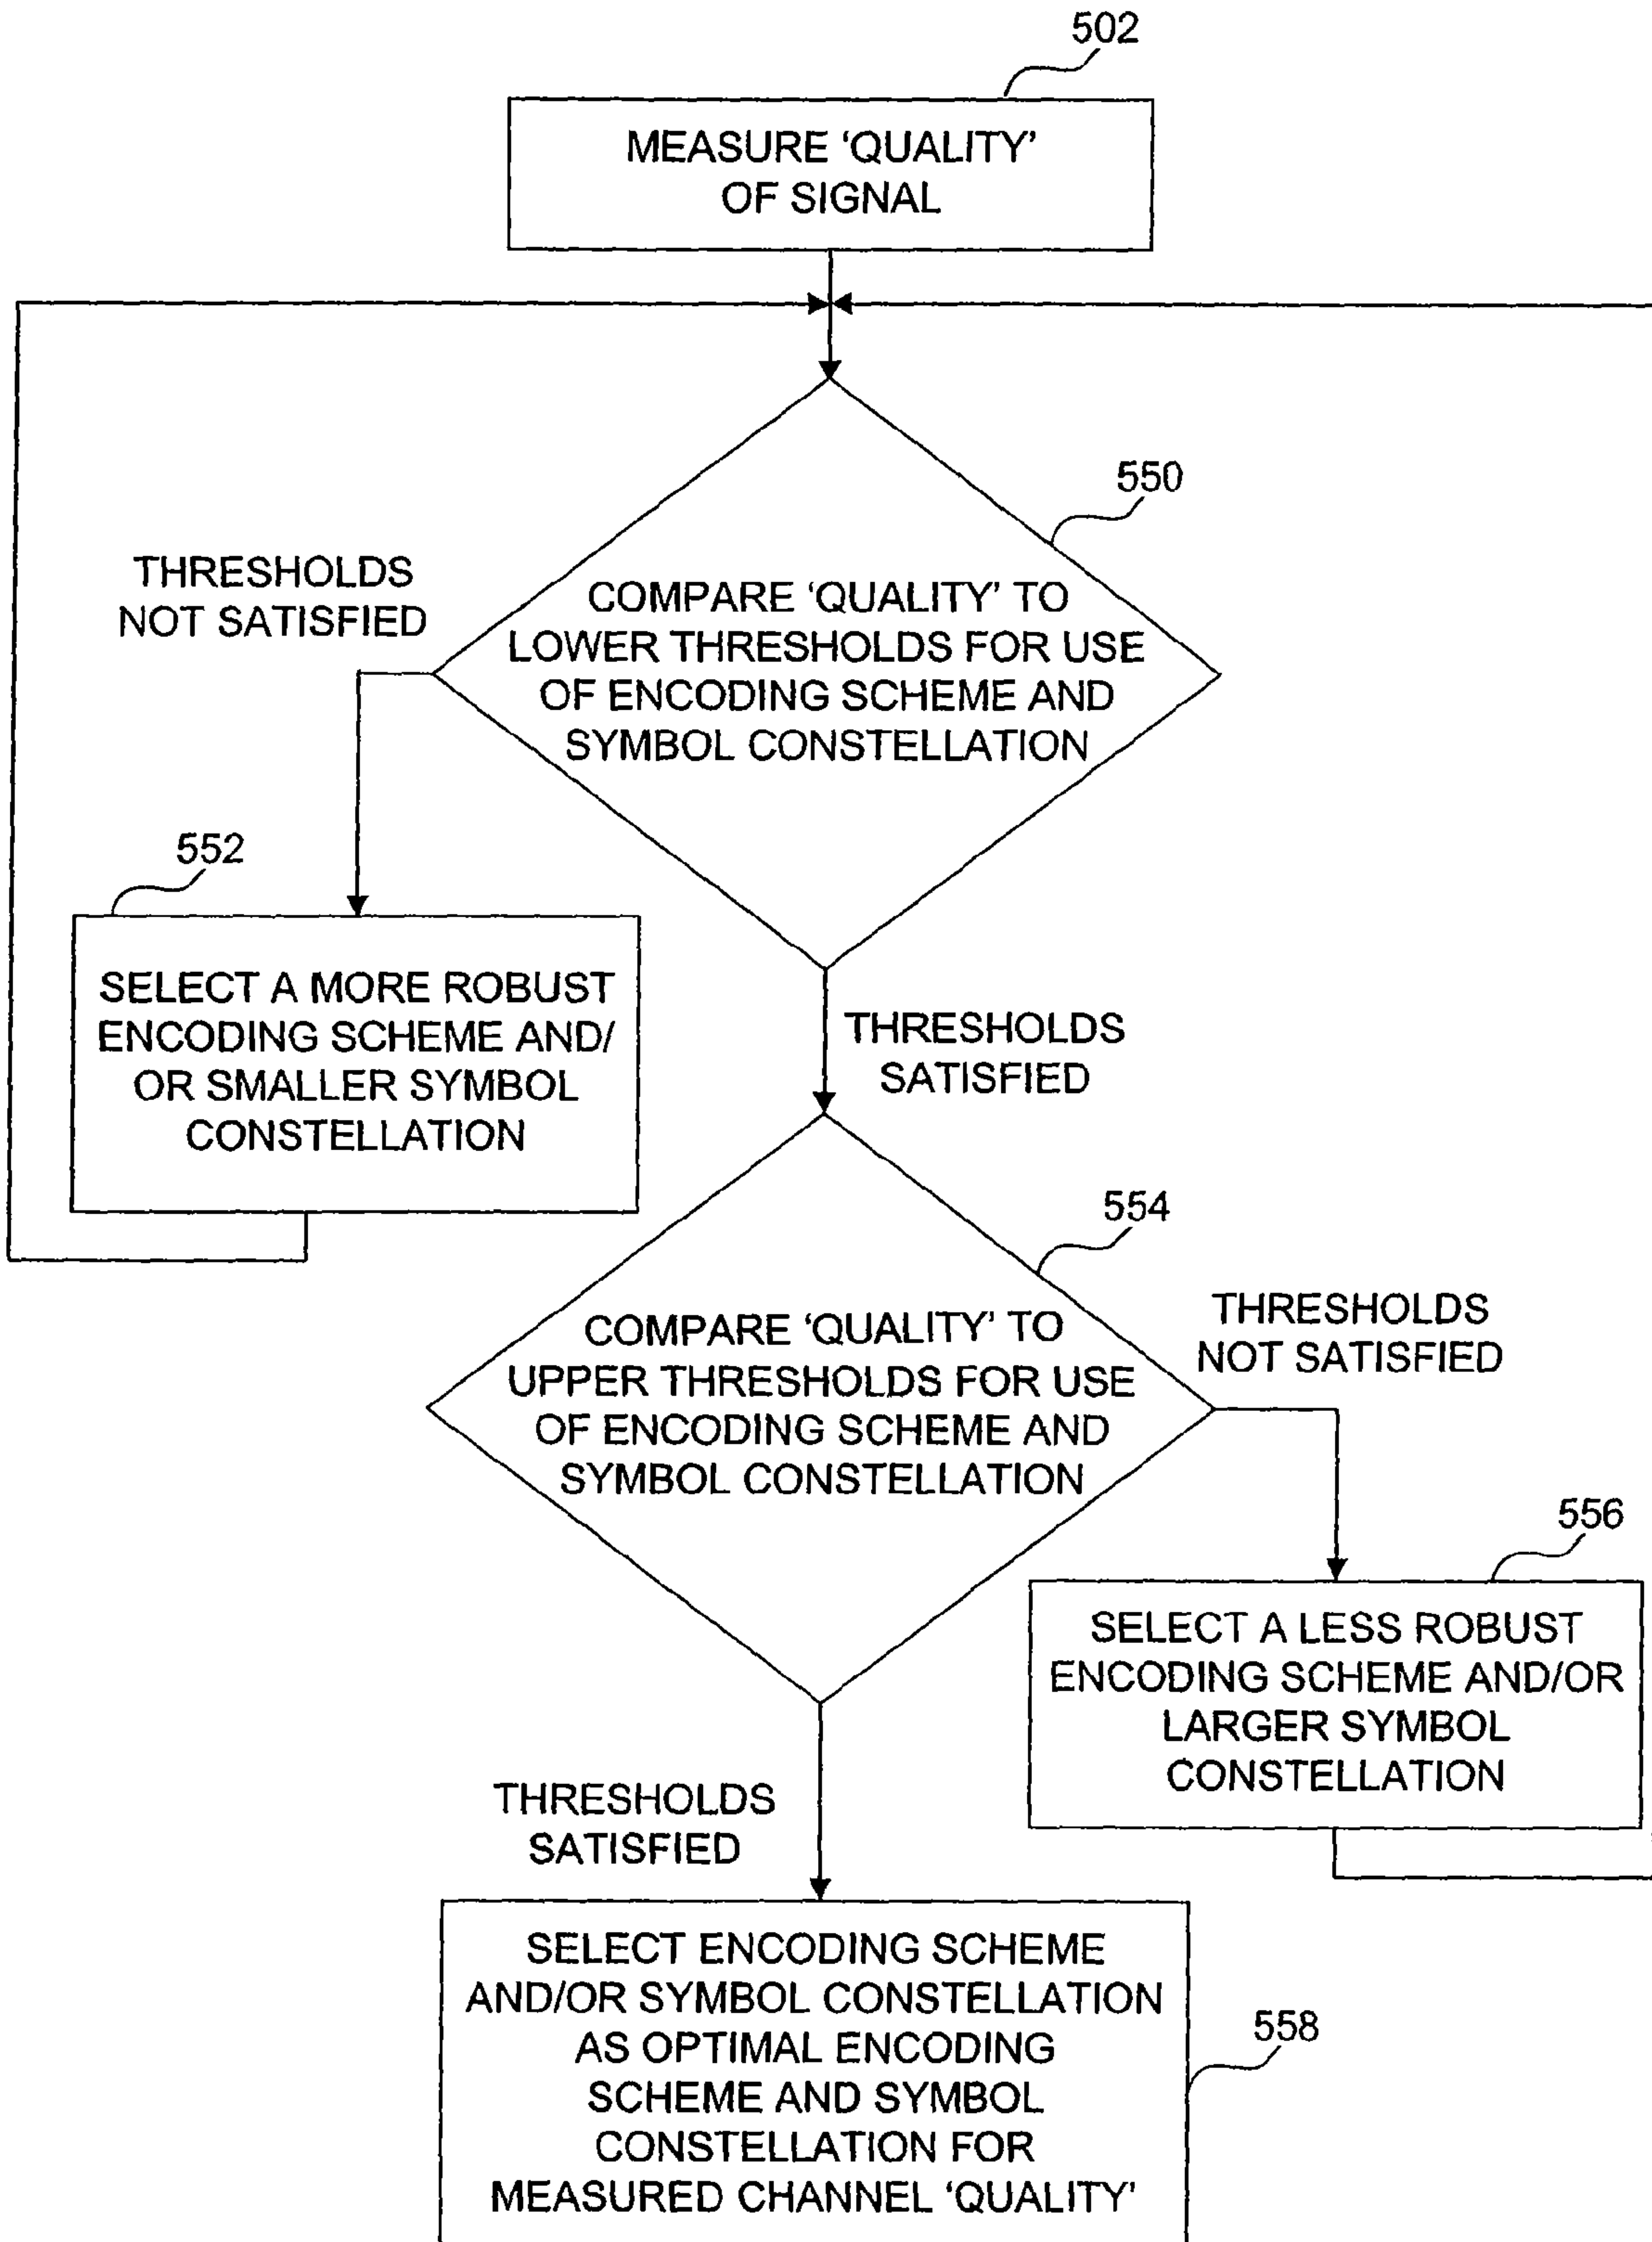 502
MEASURE ‘QUALITY’
OF SIGNAL
550
THRESHOLDS
NOT SATISFIED
COMPARE ‘QUALITY’ TO
LOWER THRESHOLDS FOR USE
OF ENCODING SCHEME AND
SYMBOL CONSTELLATION
552
SELECT A MORE ROBUST
ENCODING SCHEME AND/
OR SMALLER SYMBOL
CONSTELLATION
THRESHOLDS
SATISFIED
554
COMPARE ‘QUALITY’ TO
UPPER THRESHOLDS FOR USE
OF ENCODING SCHEME AND
SYMBOL CONSTELLATION
THRESHOLDS
NOT SATISFIED
556
SELECT A LESS ROBUST
ENCODING SCHEME AND/OR
LARGER SYMBOL
CONSTELLATION
THRESHOLDS
SATISFIED
SELECT ENCODING SCHEME
AND/OR SYMBOL CONSTELLATION
AS OPTIMAL ENCODING
SCHEME AND SYMBOL
CONSTELLATION FOR
MEASURED CHANNEL ‘QUALITY’
558